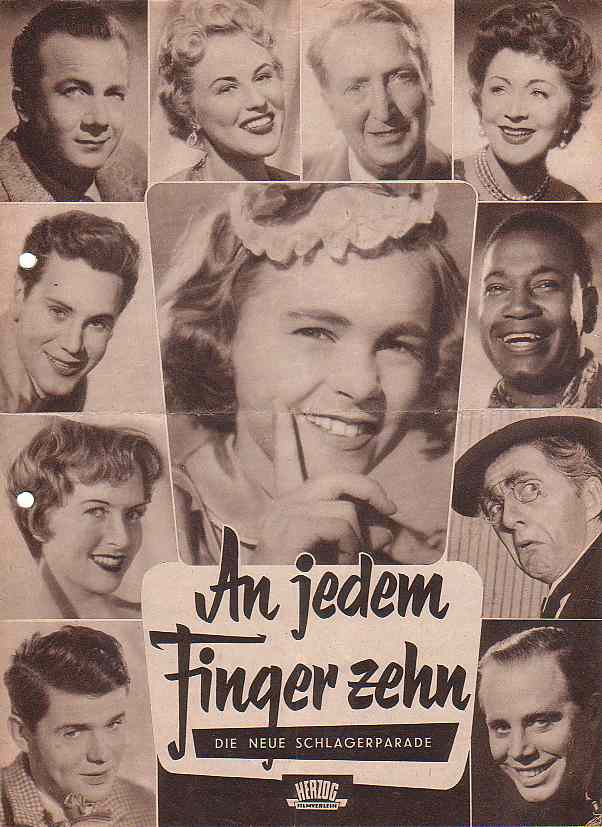 An jedem
Finger zehn
DIE NEUE SCHLAGERPARADE
HERZOG
FILMVERLEIH